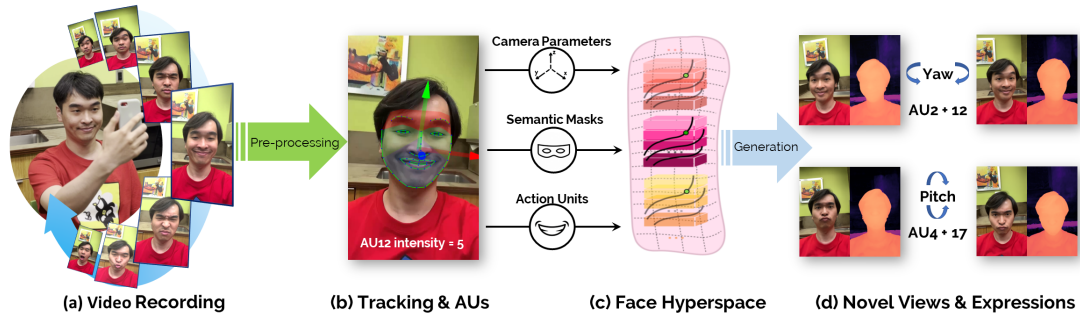 Pre-processing
AU12 intensity = 5
Camera Parameters
Semantic Masks
Action Units
Generation
Yaw
AU2 + 12
Pitch
AU4 + 17
(a) Video Recording
(b) Tracking & AUs
(c) Face Hyperspace
(d) Novel Views & Expressions